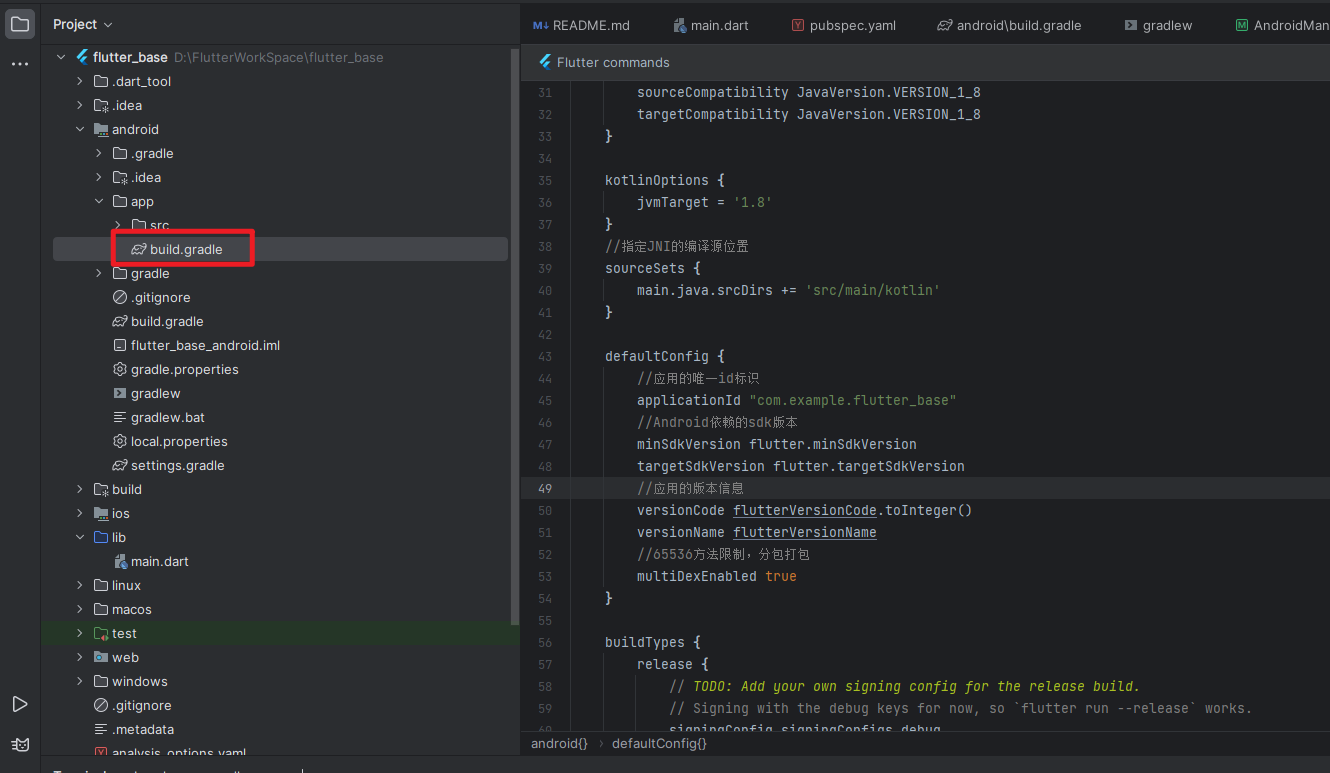 Project
flutter_base D:\FlutterWorkSpace\flutter_base
.dart_tool
.idea
android
.gradle
.idea
app
src
build.gradle
gradle
.gitignore
build.gradle
flutter_base_android.iml
gradle.properties
gradlew
gradlew.bat
local.properties
settings.gradle
build
ios
lib
main.dart
linux
macos
test
web
windows
.gitignore
.metadata
analysis_options.yaml
README.md main.dart pubspec.yaml android\build.gradle gradlew AndroidMan
Flutter commands
31 sourceCompatibility JavaVersion.VERSION_1_8
32 targetCompatibility JavaVersion.VERSION_1_8
33 }
34
35 kotlinOptions {
36 jvmTarget = '1.8'
37 }
38 //指定JNI的编译源位置
39 sourceSets {
40 main.java.srcDirs += 'src/main/kotlin'
41 }
42
43 defaultConfig {
44 //应用的唯一id标识
45 applicationId "com.example.flutter_base"
46 //Android依赖的sdk版本
47 minSdkVersion flutter.minSdkVersion
48 targetSdkVersion flutter.targetSdkVersion
49 //应用的版本信息
50 versionCode flutterVersionCode.toInteger()
51 versionName flutterVersionName
52 //65536方法限制，分包打包
53 multiDexEnabled true
54 }
55
56 buildTypes {
57 release {
58 // TODO: Add your own signing config for the release build.
59 // Signing with the debug keys for now, so `flutter run --release` works.
60 signingConfig signingConfigs.debug
android{} › defaultConfig{}